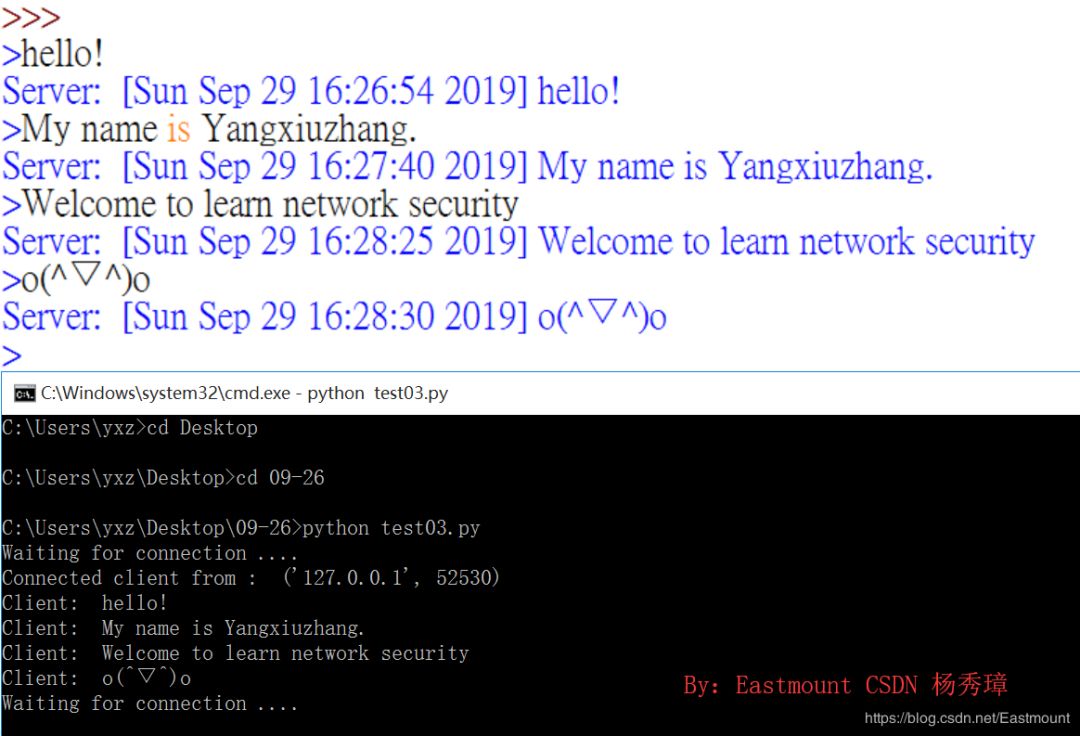 >>>
>hello!
Server:  [Sun Sep 29 16:26:54 2019] hello!
>My name is Yangxiuzhang.
Server:  [Sun Sep 29 16:27:40 2019] My name is Yangxiuzhang.
>Welcome to learn network security
Server:  [Sun Sep 29 16:28:25 2019] Welcome to learn network security
>o(^▽^)o
Server:  [Sun Sep 29 16:28:30 2019] o(^▽^)o
>
C:\Windows\system32\cmd.exe - python  test03.py
C:\Users\yxz>cd Desktop
C:\Users\yxz\Desktop>cd 09-26
C:\Users\yxz\Desktop\09-26>python test03.py
Waiting for connection ....
Connected client from :  ('127.0.0.1', 52530)
Client:  hello!
Client:  My name is Yangxiuzhang.
Client:  Welcome to learn network security
Client:  o(^▽^)o
Waiting for connection ....
By: Eastmount CSDN 杨秀璋
https://blog.csdn.net/Eastmount